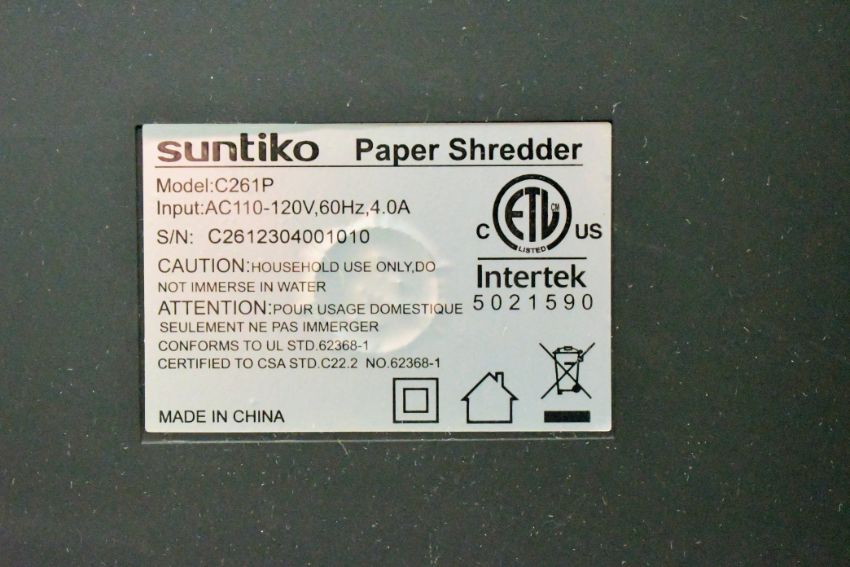 suntiko Paper Shredder
Model:C261P
Input:AC110-120V,60Hz,4.0A
S/N: C2612304001010
CAUTION:HOUSEHOLD USE ONLY,DO
NOT IMMERSE IN WATER
ATTENTION:POUR USAGE DOMESTIQUE
SEULEMENT NE PAS IMMERGER
CONFORMS TO UL STD.62368-1
CERTIFIED TO CSA STD.C22.2 NO.62368-1
MADE IN CHINA
ETL CM
C US
LISTED
Intertek
5021590